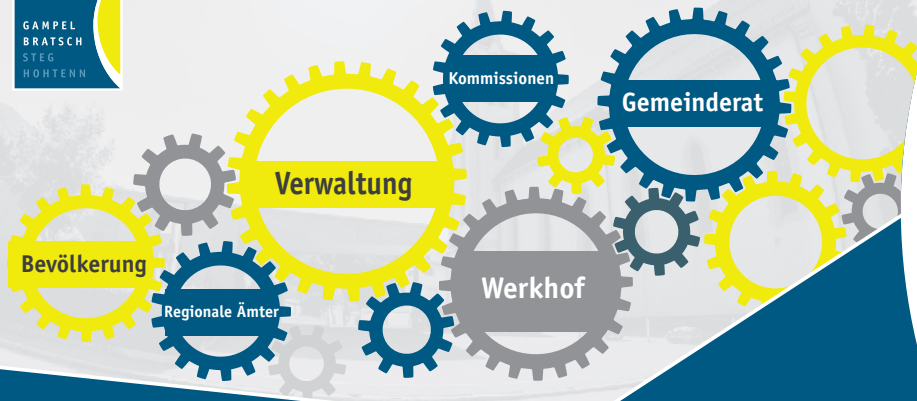 GAMPEL
BRATSCH
STEG
HOHTENN
Kommissionen
Gemeinderat
Verwaltung
Bevölkerung
Werkhof
Regionale Ämter